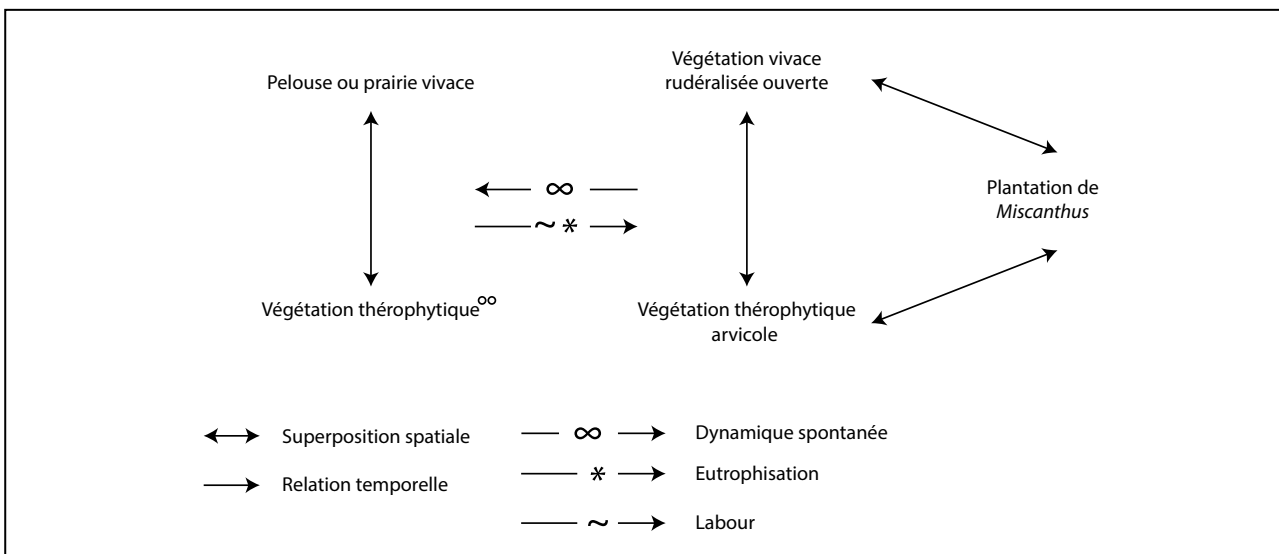 Végétation vivace
rudéralisée ouverte
Pelouse ou prairie vivace
∞
~ *
Plantation de
Miscanthus
Végétation thérophytique°°
Végétation thérophytique
arvicole
Superposition spatiale
∞ Dynamique spontanée
Relation temporelle
* Eutrophisation
~ Labour